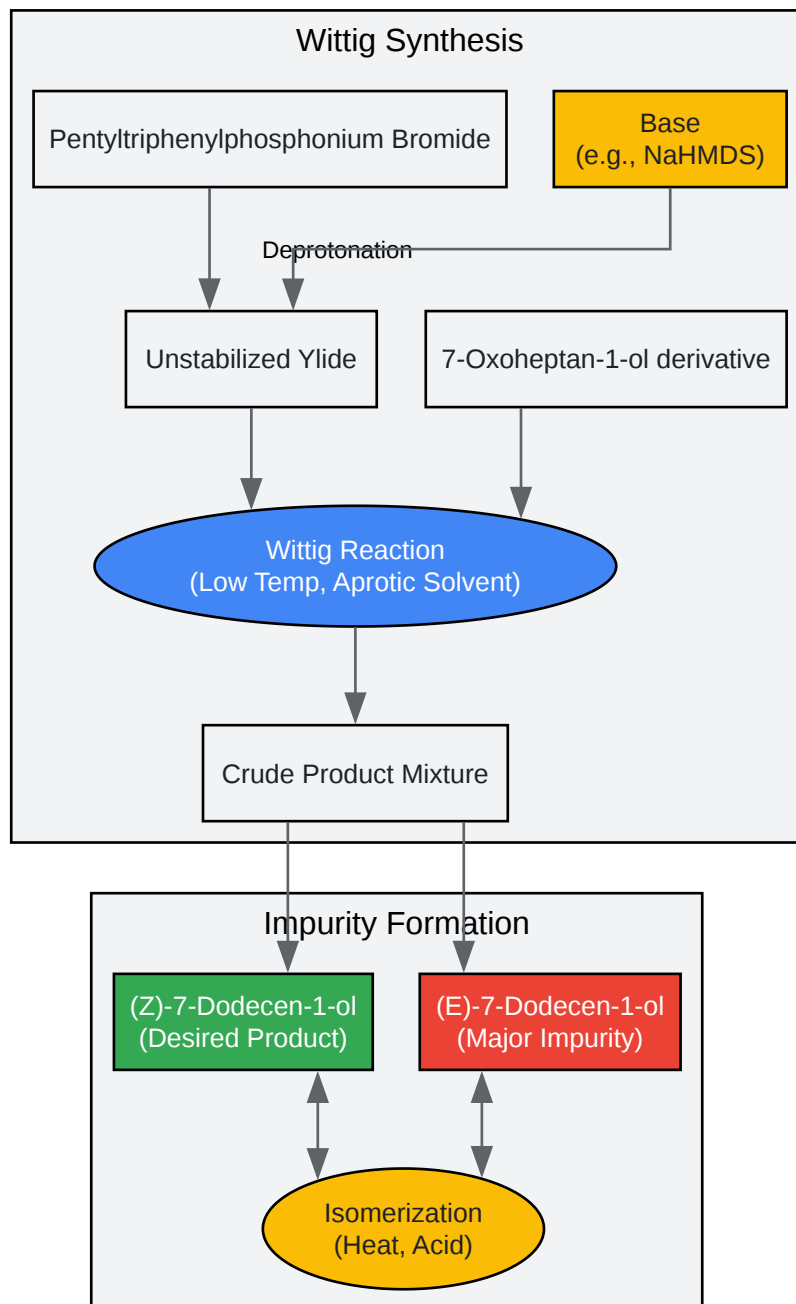 Wittig Synthesis
Pentyltriphenylphosphonium Bromide
Base
(e.g., NaHMDS)
Deprotonation
Unstabilized Ylide
7-Oxoheptan-1-ol derivative
Wittig Reaction
(Low Temp, Aprotic Solvent)
Crude Product Mixture
Impurity Formation
(Z)-7-Dodecen-1-ol
(Desired Product)
(E)-7-Dodecen-1-ol
(Major Impurity)
Isomerization
(Heat, Acid)